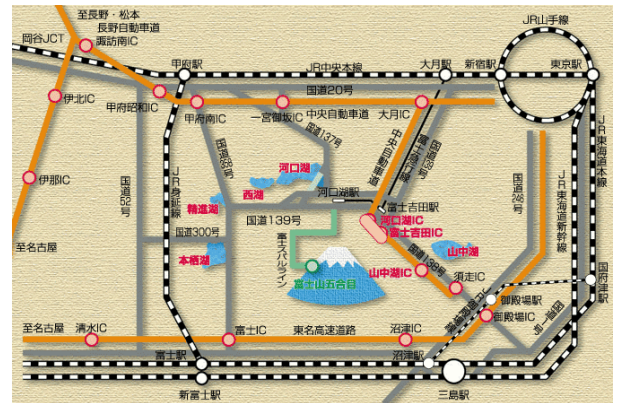 至長野・松本
長野自動車道
諏訪南IC
岡谷JCT
JR山手線
甲府駅
JR中央本線
大月駅
新宿駅
東京駅
国道20号
伊北IC
甲府昭和IC
甲府南IC
一宮御坂IC
中央自動車道
大月IC
国道137号
中央自動車道
富士急行線
JR東海道本線
伊那IC
国道52号
JR身延線
河口湖
西湖
精進湖
河口湖駅
富士吉田駅
国道139号
河口湖IC
富士吉田IC
国道246号
JR東海道新幹線
至名古屋
国道300号
本栖湖
富士スバルライン
富士山五合目
山中湖
国道138号
山中湖IC
須走IC
国府津駅
御殿場駅
御殿場IC
JR御殿場線
至名古屋
清水IC
富士IC
東名高速道路
沼津IC
富士駅
沼津駅
新富士駅
三島駅